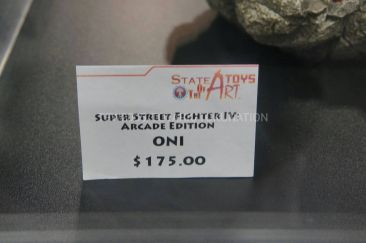 State of the Art Toys
Super Street Fighter IV:
Arcade Edition
ONI
$175.00